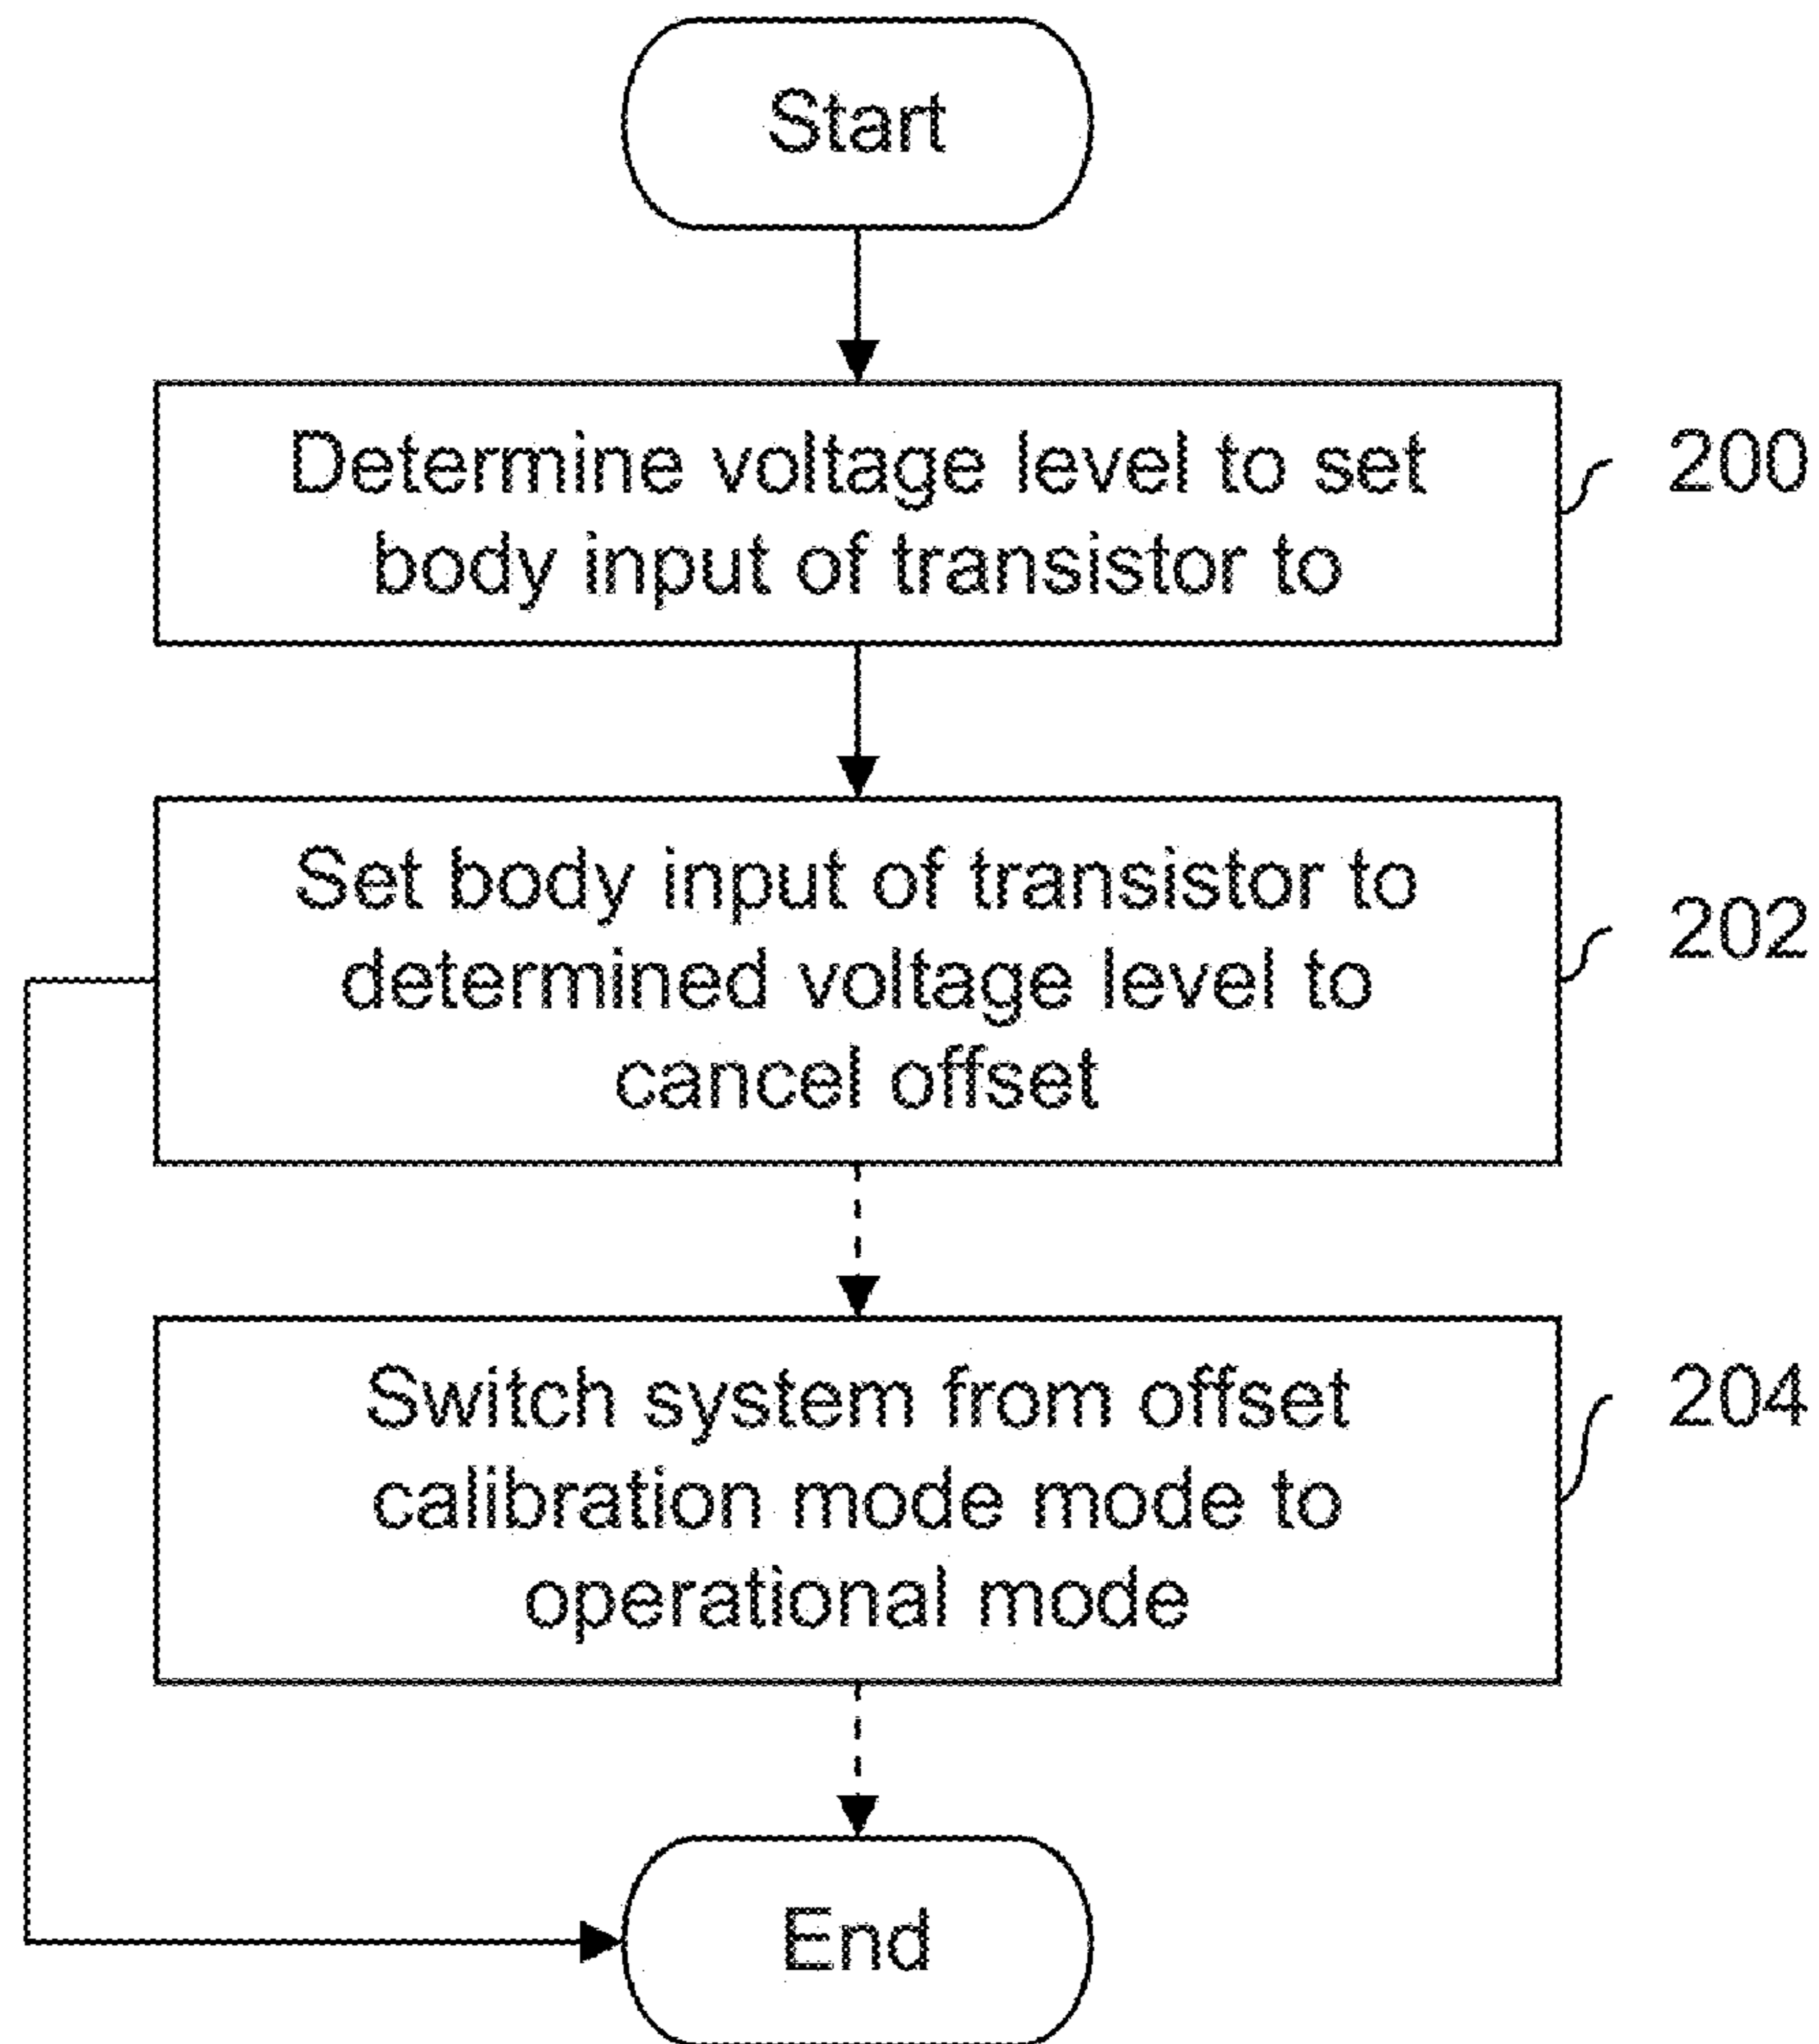 Start
Determine voltage level to set
body input of transistor to
200
Set body input of transistor to
determined voltage level to
cancel offset
202
Switch system from offset
calibration mode mode to
operational mode
204
End